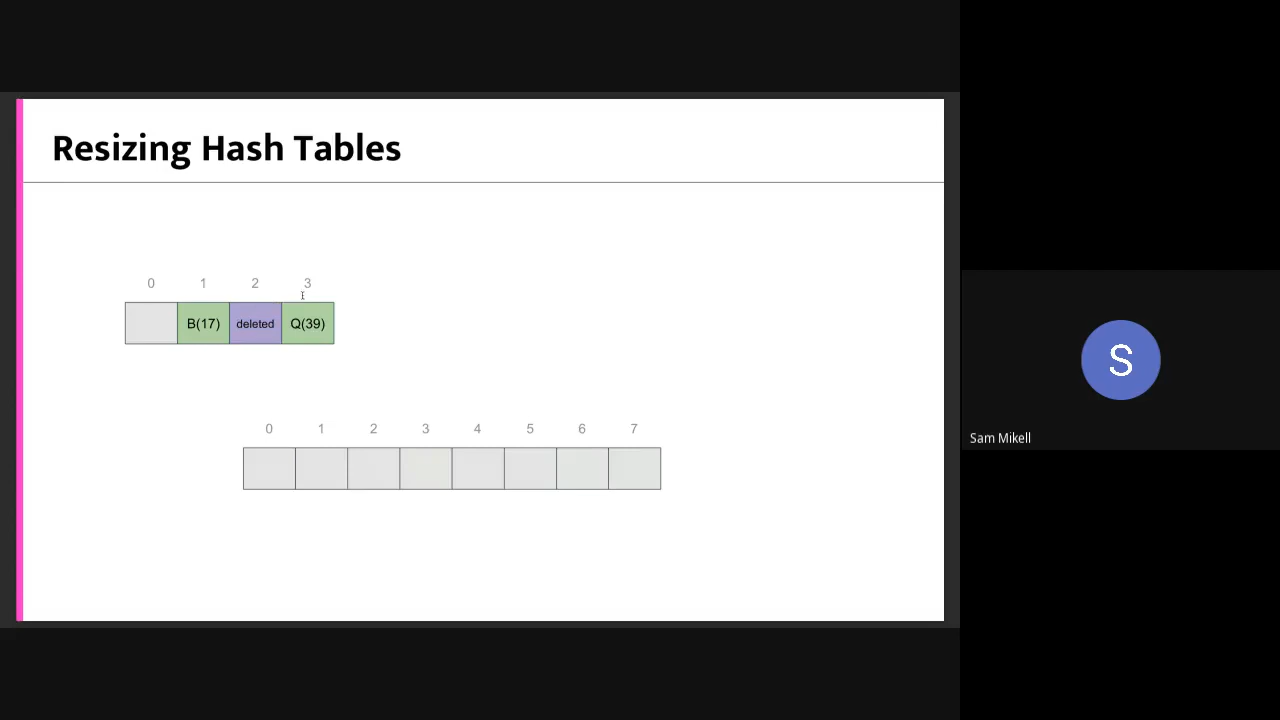 Resizing Hash Tables
0 1 2 3
B(17) deleted Q(39)
0 1 2 3 4 5 6 7
S
Sam Mikell